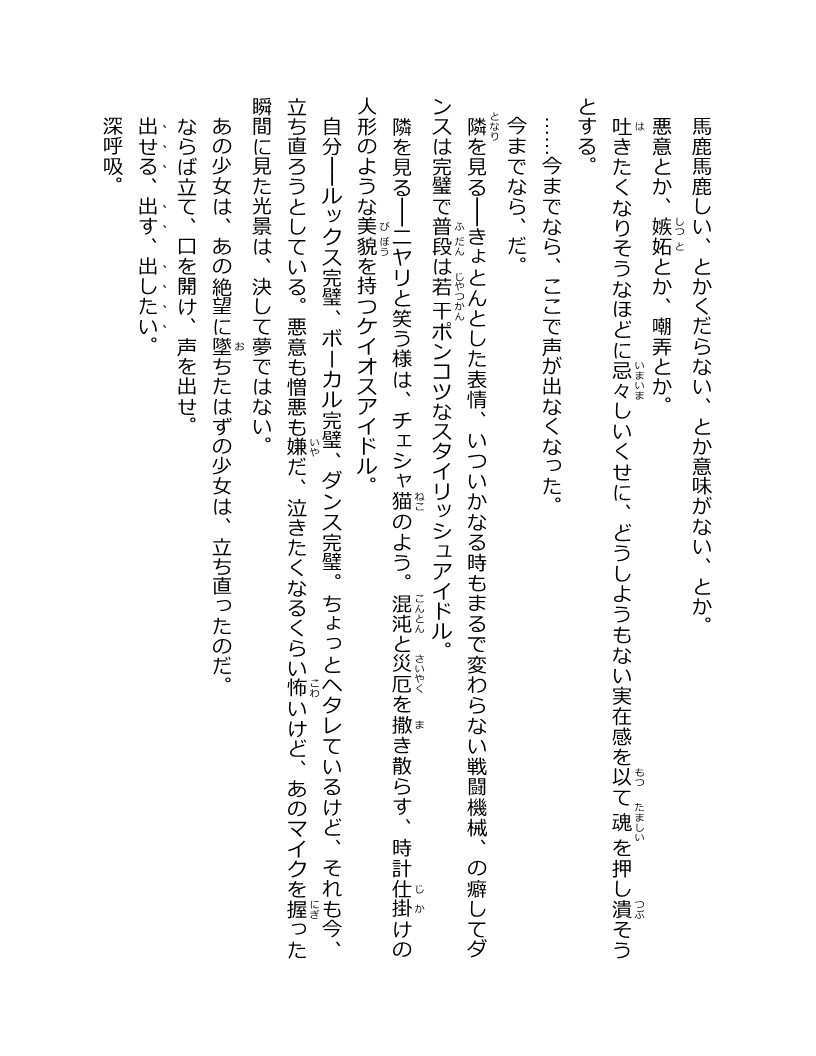 馬鹿馬鹿しい、とかくだらない、とか意味がない、とか。
悪意とか、嫉妬とか、嘲弄とか。
吐きたくなりそうなほどに忌々しいくせに、どうしようもない実在感を以て魂を押し潰そう
とする。
……今までなら、ここで声が出なくなった。
今までなら、だ。
隣を見る──きょとんとした表情、いついかなる時もまるで変わらない戦闘機械、の癖してダ
ンスは完璧で普段は若干ポンコツなスタイリッシュアイドル。
隣を見る──ニヤリと笑う様は、チェシャ猫のよう。混沌と災厄を撒き散らす、時計仕掛けの
人形のような美貌を持つケイオスアイドル。
自分──ルックス完璧、ボーカル完璧、ダンス完璧。ちょっとヘタレているけど、それも今、
立ち直ろうとしている。悪意も憎悪も嫌だ、泣きたくなるくらい怖いけど、あのマイクを握った
瞬間に見た光景は、決して夢ではない。
あの少女は、あの絶望に墜ちたはずの少女は、立ち直ったのだ。
ならば立て、口を開け、声を出せ。
出せる、出す、出したい。
深呼吸。